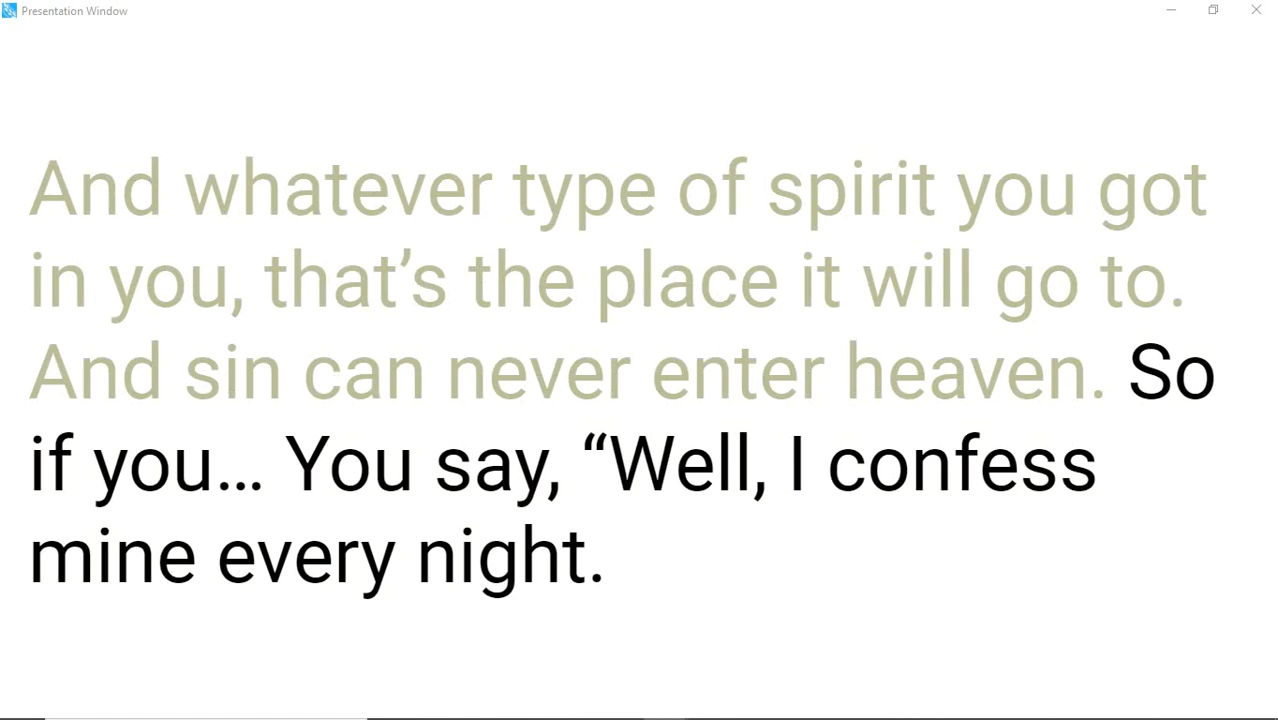 Presentation Window
And whatever type of spirit you got
in you, that’s the place it will go to.
And sin can never enter heaven. So
if you… You say, “Well, I confess
mine every night.